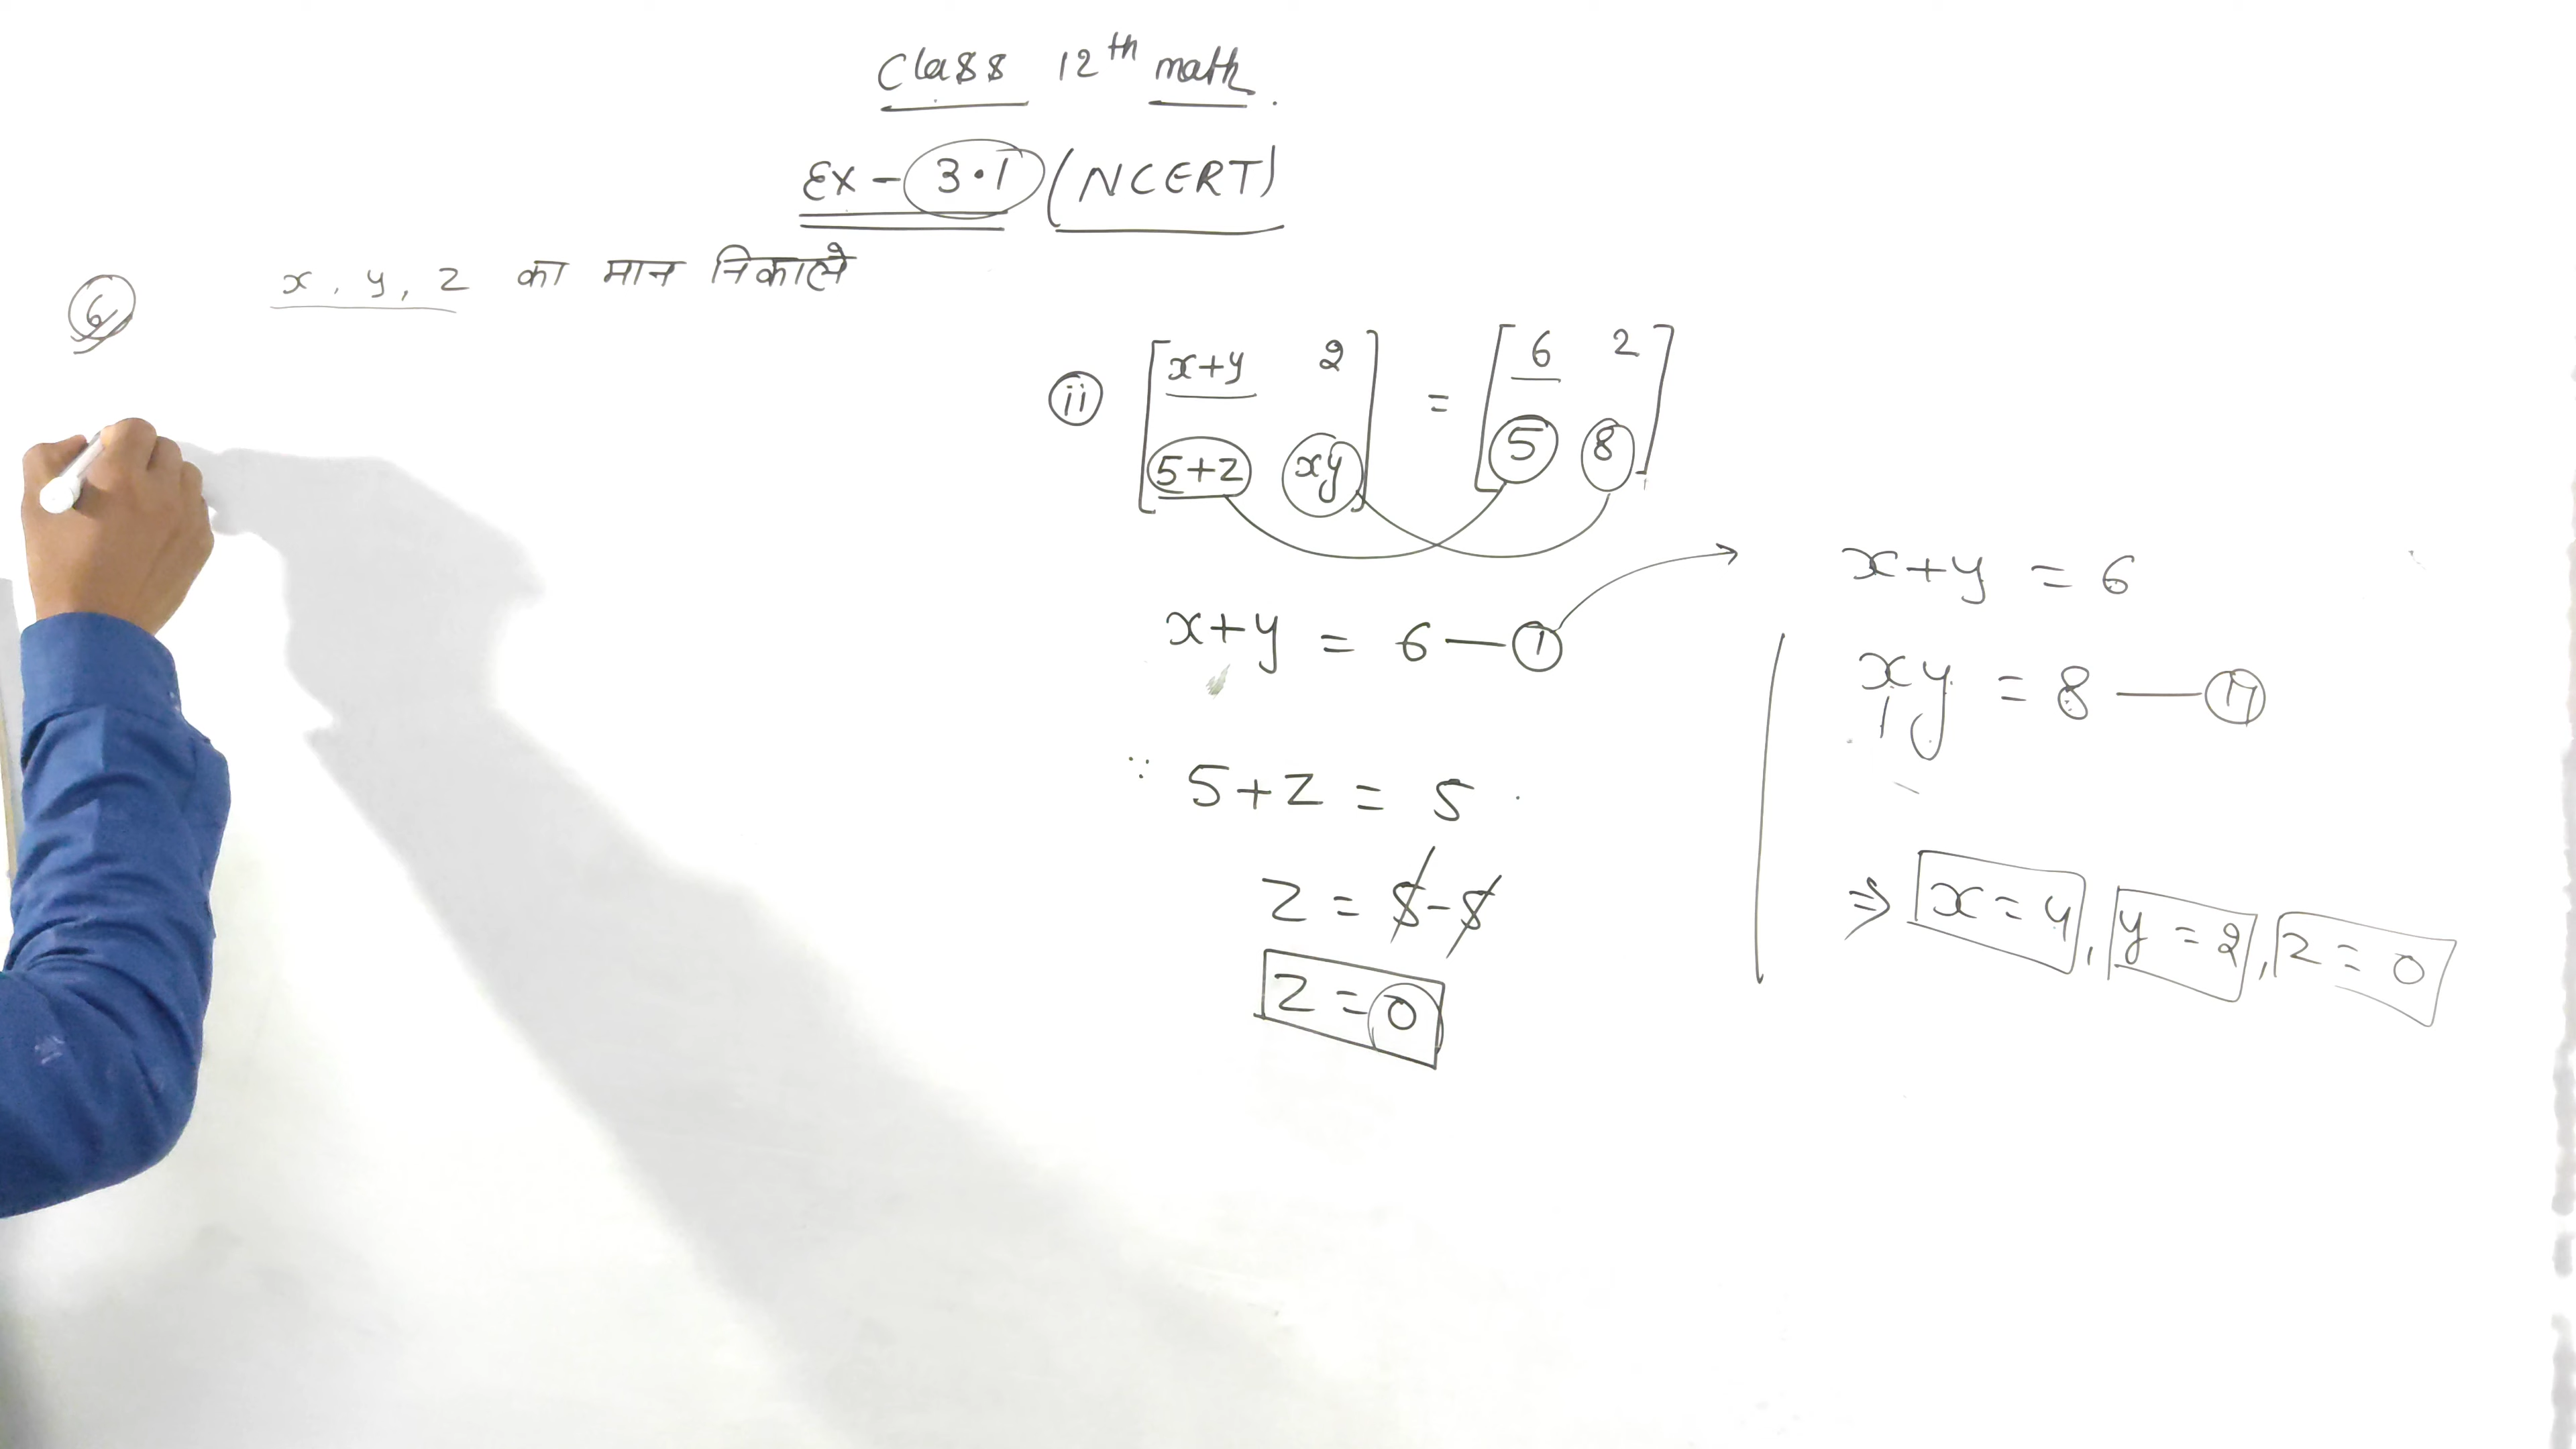 Class 12th math.
Ex - 3.1 (NCERT)
6 x, y, z का मान निकाले
ii [x+y 2] = [6 2]
[5+z xy] [5 8]
x+y = 6 — I
∵ 5+z = 5
z = 5-5
z = 0
x+y = 6
xy = 8 — II
⇒ x = 4, y = 2, z = 0